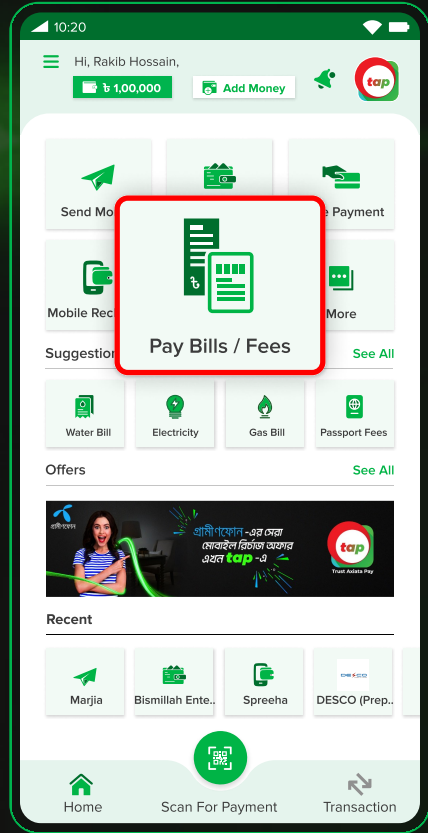 10:20
Hi, Rakib Hossain,
৳ 1,00,000
Add Money
tap
Send Mo
e Payment
Pay Bills / Fees
Mobile Rec
More
Suggestion
See All
Water Bill
Electricity
Gas Bill
Passport Fees
Offers
See All
গ্রামীণফোন
গ্রামীণফোন -এর সেরা
মোবাইল রিচার্জ অফার
এখন tap -এ
tap
Trust Axiata Pay
Recent
Marjia
Bismillah Ente..
Spreeha
DESCO
DESCO (Prep..
Home
Scan For Payment
Transaction